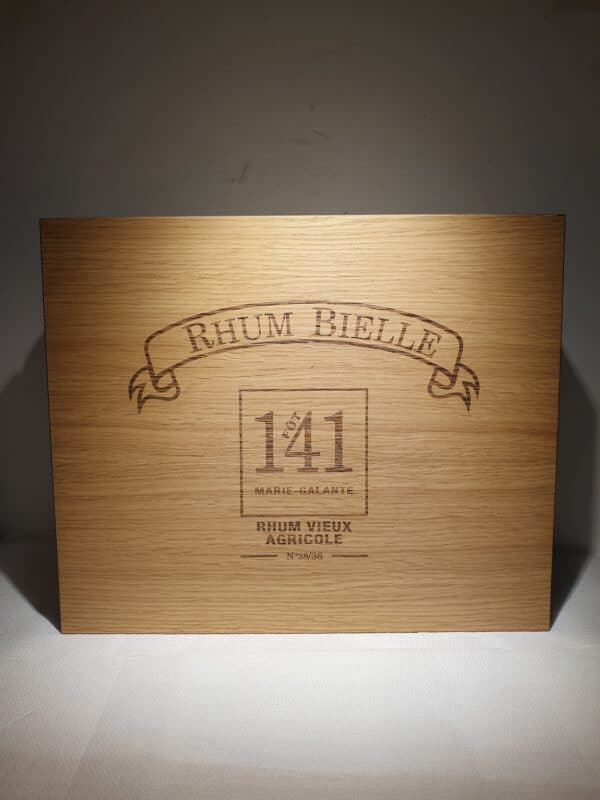 RHUM BIELLE
FÛT
141
MARIE-GALANTE
RHUM VIEUX
AGRICOLE
N°28/36